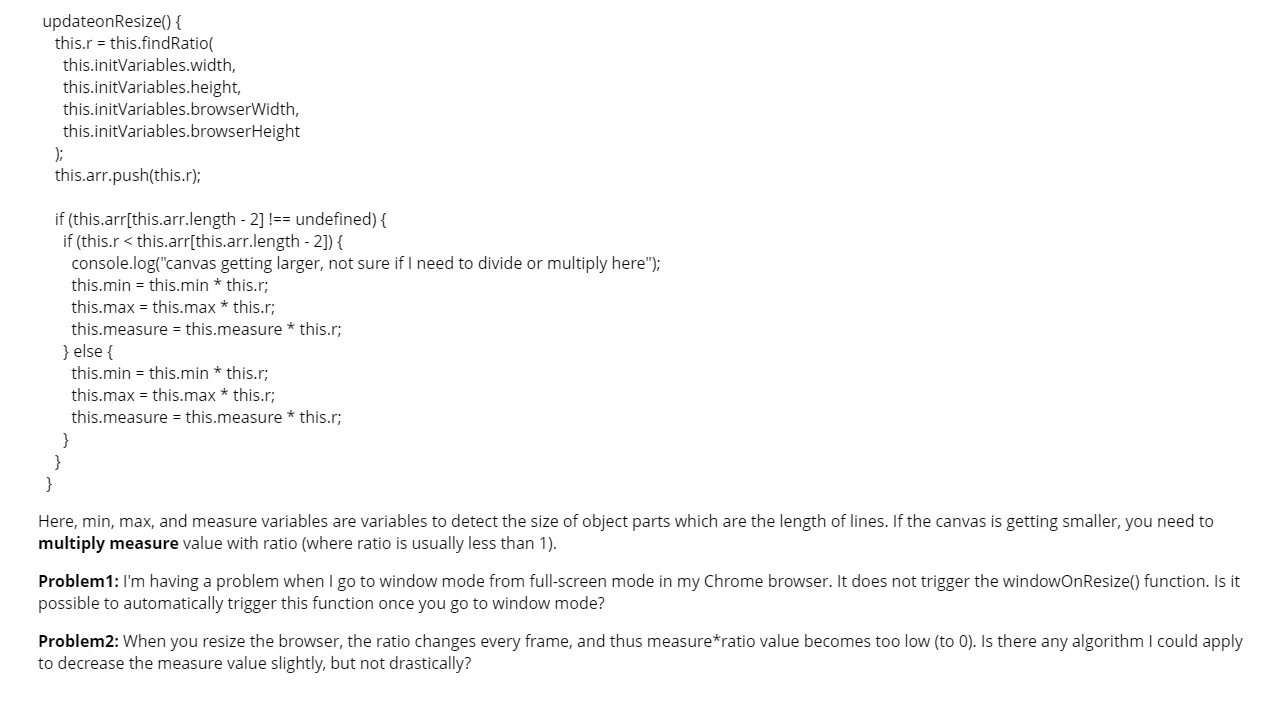 updateonResize() {
this.r = this.findRatio(
this.initVariables.width,
this.initVariables.height,
this.initVariables.browserWidth,
this.initVariables.browserHeight
);
this.arr.push(this.r);
if (this.arr[this.arr.length - 2] !== undefined) {
if (this.r < this.arr[this.arr.length - 2]) {
console.log("canvas getting larger, not sure if I need to divide or multiply here");
this.min = this.min * this.r;
this.max = this.max * this.r;
this.measure = this.measure * this.r;
} else {
this.min = this.min * this.r;
this.max = this.max * this.r;
this.measure = this.measure * this.r;
}
}
}
Here, min, max, and measure variables are variables to detect the size of object parts which are the length of lines. If the canvas is getting smaller, you need to
multiply measure value with ratio (where ratio is usually less than 1).
Problem1: I'm having a problem when I go to window mode from full-screen mode in my Chrome browser. It does not trigger the windowOnResize() function. Is it
possible to automatically trigger this function once you go to window mode?
Problem2: When you resize the browser, the ratio changes every frame, and thus measure*ratio value becomes too low (to 0). Is there any algorithm I could apply
to decrease the measure value slightly, but not drastically?